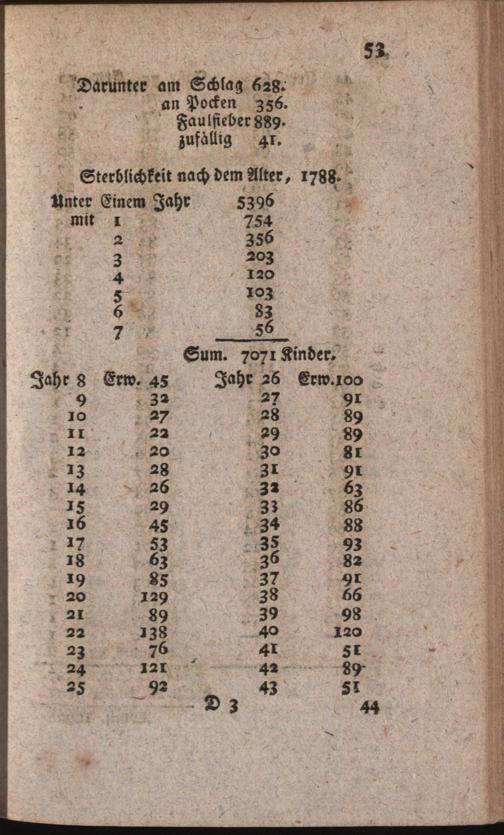 53
Darunter am Schlag 628.
an Pocken 356.
Faulfieber 889.
zufällig 41.
Sterblichkeit nach dem Alter, 1788.
Unter Einem Jahr 5396
mit 1 754
2 356
3 203
4 120
5 103
6 83
7 56
Sum. 7071 Kinder.
Jahr 8 Erw. 45 Jahr 26 Erw. 100
9 32 27 91
10 27 28 89
11 22 29 89
12 20 30 81
13 28 31 91
14 26 32 63
15 29 33 86
16 45 34 88
17 53 35 93
18 63 36 82
19 85 37 91
20 129 38 66
21 89 39 98
22 138 40 120
23 76 41 51
24 121 42 89
25 92 43 51
D 3 44